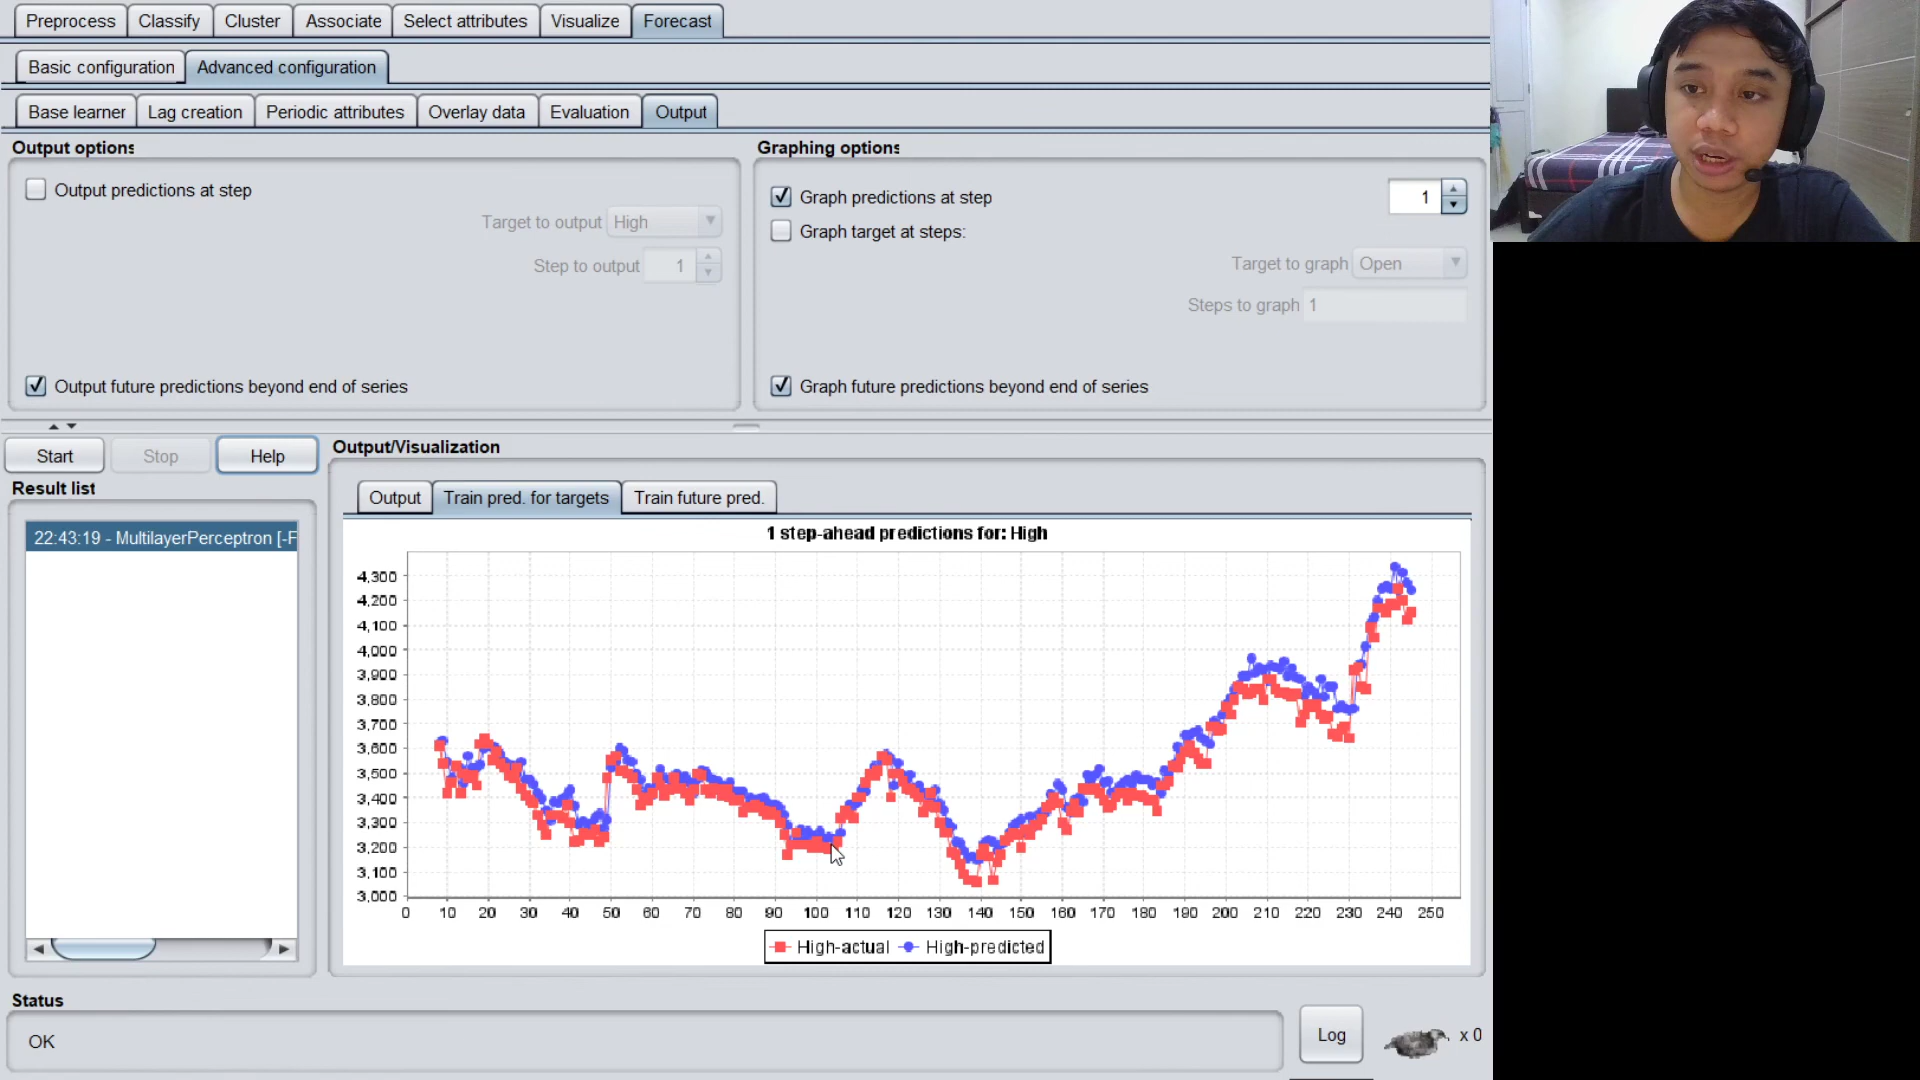 Preprocess Classify Cluster Associate Select attributes Visualize Forecast
Basic configuration Advanced configuration
Base learner Lag creation Periodic attributes Overlay data Evaluation Output
Output options
Output predictions at step
Target to output High
Step to output 1
Output future predictions beyond end of series
Graphing options
Graph predictions at step 1
Graph target at steps:
Target to graph Open
Steps to graph 1
Graph future predictions beyond end of series
Start Stop Help
Result list
22:43:19 - MultilayerPerceptron [-F
Output/Visualization
Output Train pred. for targets Train future pred.
1 step-ahead predictions for: High
4,300
4,200
4,100
4,000
3,900
3,800
3,700
3,600
3,500
3,400
3,300
3,200
3,100
3,000
0 10 20 30 40 50 60 70 80 90 100 110 120 130 140 150 160 170 180 190 200 210 220 230 240 250
High-actual High-predicted
Status
OK
Log
x 0